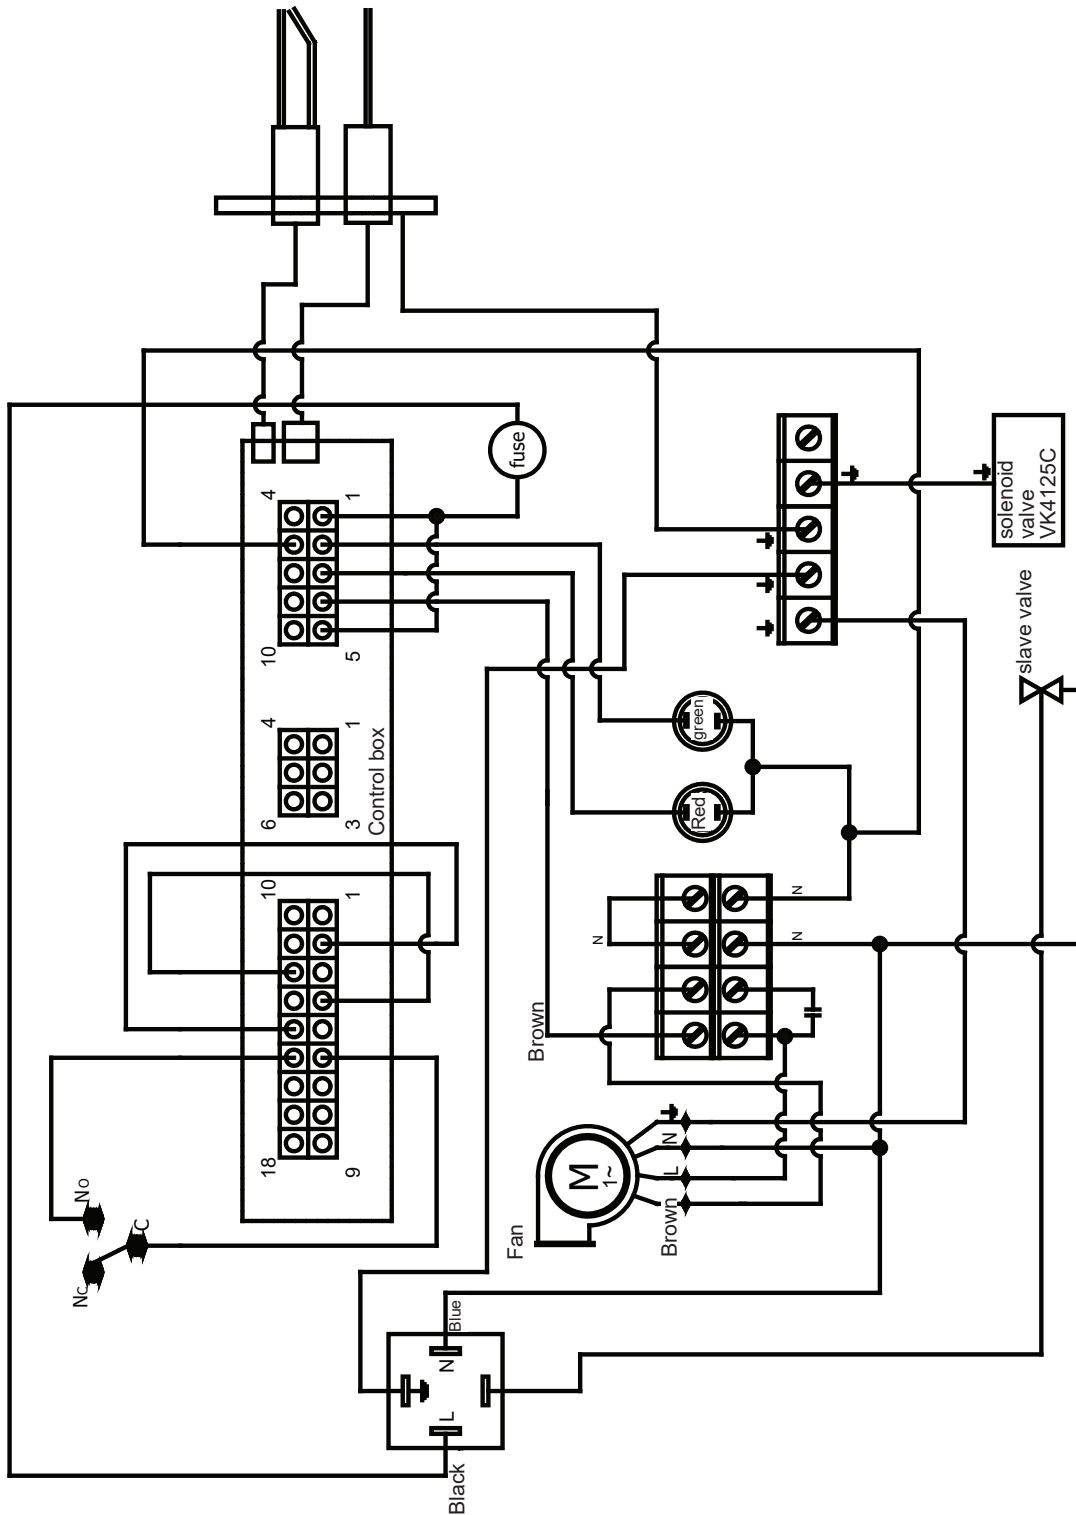 fuse
4
1
10
5
solenoid
valve
VK4125C
slave valve
green
4
1
6
3
Control box
Red
10
1
N
N
N
Brown
18
9
No
C
Nc
M
1~
N
L
Brown
Fan
Blue
N
L
Black